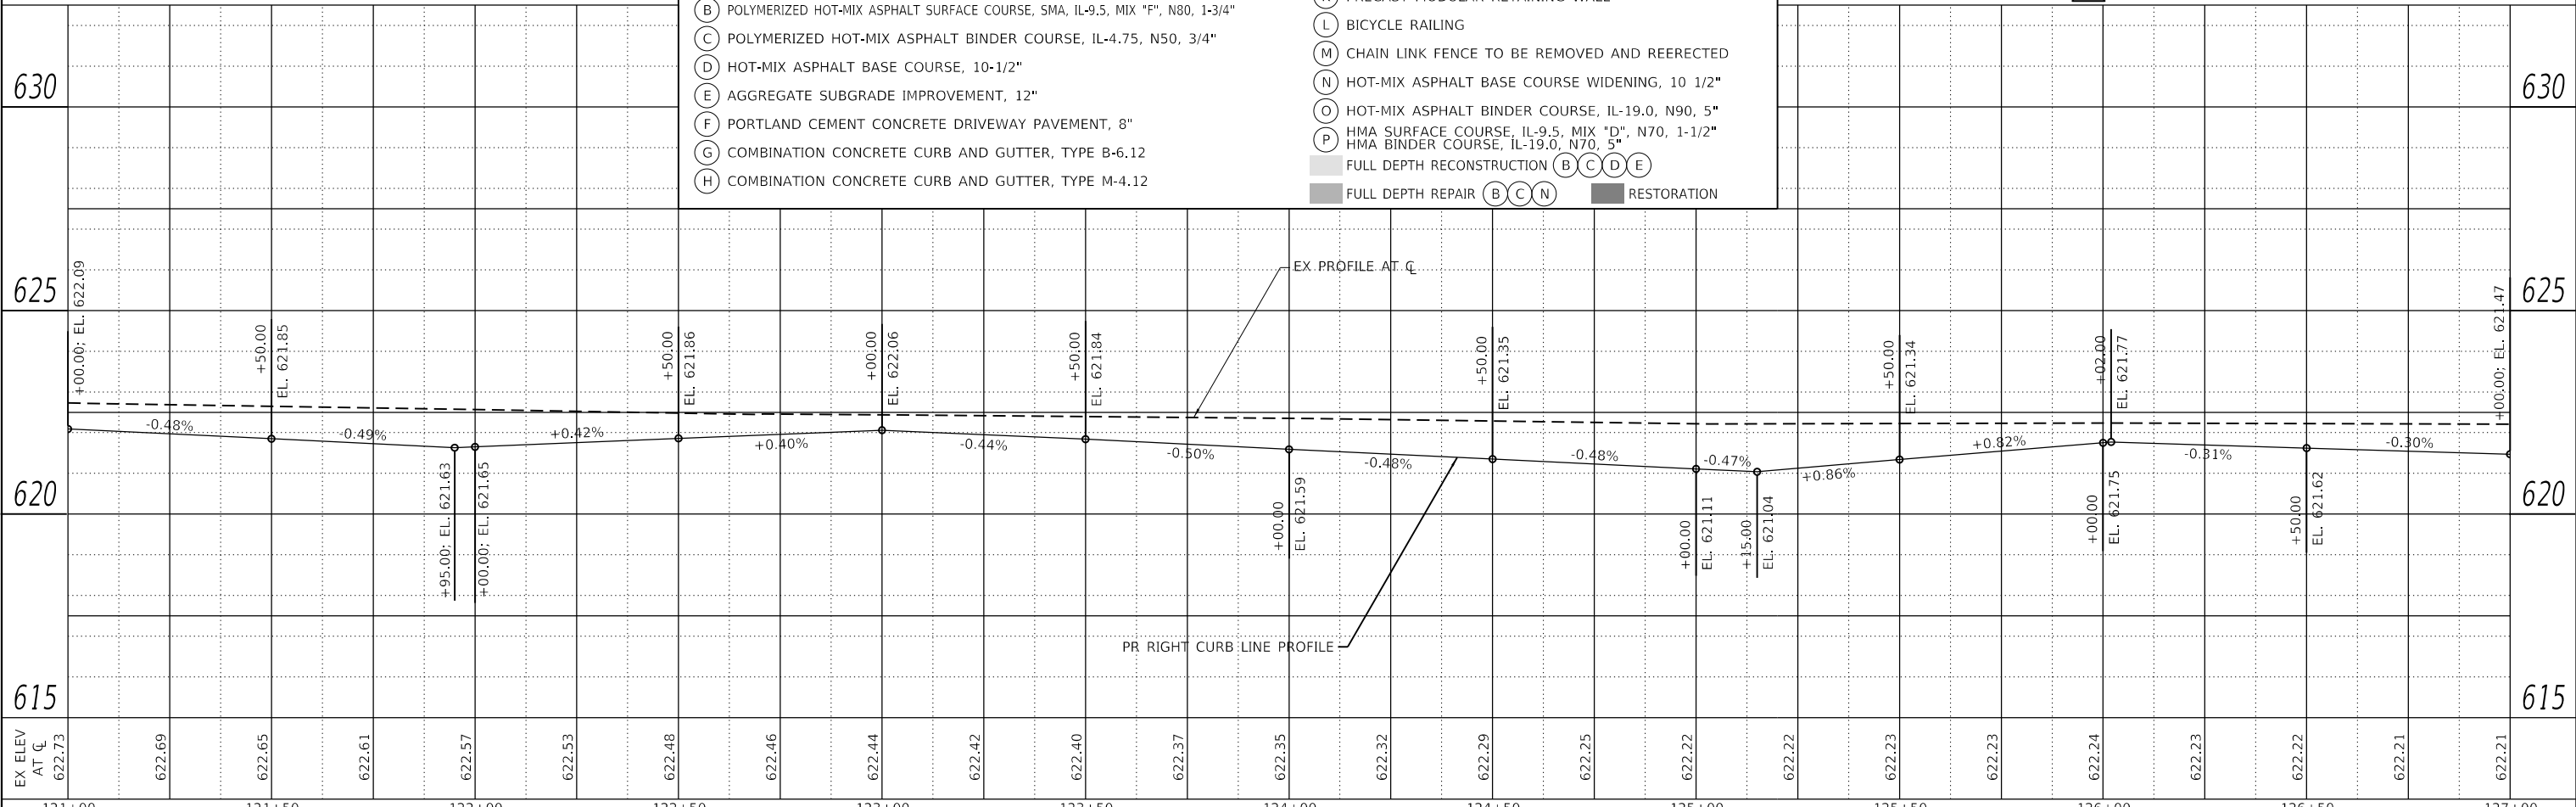 B POLYMERIZED HOT-MIX ASPHALT SURFACE COURSE, SMA, IL-9.5, MIX "F", N80, 1-3/4"
C POLYMERIZED HOT-MIX ASPHALT BINDER COURSE, IL-4.75, N50, 3/4"
D HOT-MIX ASPHALT BASE COURSE, 10-1/2"
E AGGREGATE SUBGRADE IMPROVEMENT, 12"
F PORTLAND CEMENT CONCRETE DRIVEWAY PAVEMENT, 8"
G COMBINATION CONCRETE CURB AND GUTTER, TYPE B-6.12
H COMBINATION CONCRETE CURB AND GUTTER, TYPE M-4.12
L BICYCLE RAILING
M CHAIN LINK FENCE TO BE REMOVED AND REERECTED
N HOT-MIX ASPHALT BASE COURSE WIDENING, 10 1/2"
O HOT-MIX ASPHALT BINDER COURSE, IL-19.0, N90, 5"
P HMA SURFACE COURSE, IL-9.5, MIX "D", N70, 1-1/2"
HMA BINDER COURSE, IL-19.0, N70, 5"
FULL DEPTH RECONSTRUCTION B C D E
FULL DEPTH REPAIR B C N RESTORATION
630 630
625 625
620 620
615 615
EX PROFILE AT ℄
PR RIGHT CURB LINE PROFILE
+00.00; EL. 622.09
+50.00
EL. 621.85
+95.00; EL. 621.63
+00.00; EL. 621.65
+50.00
EL. 621.86
+00.00
EL. 622.06
+50.00
EL. 621.84
+00.00
EL. 621.59
+50.00
EL. 621.35
+00.00
EL. 621.11
+15.00
EL. 621.04
+50.00
EL. 621.34
+00.00
EL. 621.75
+02.00
EL. 621.77
+50.00
EL. 621.62
+00.00; EL. 621.47
-0.48% -0.49% +0.42% +0.40% -0.44% -0.50% -0.48% -0.48% -0.47% +0.86% +0.82% -0.31% -0.30%
EX ELEV
AT ℄
622.73 622.69 622.65 622.61 622.57 622.53 622.48 622.46 622.44 622.42 622.40 622.37 622.35 622.32 622.29 622.25 622.22 622.22 622.23 622.23 622.24 622.23 622.22 622.21 622.21